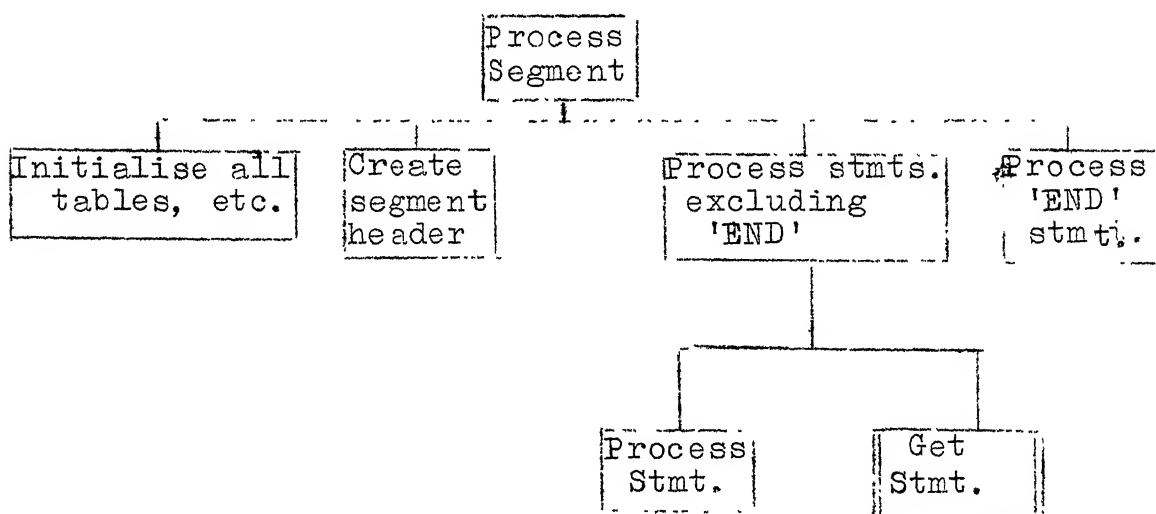 Process
Segment
Initialise all
tables, etc.
Create
segment
header
Process stmts.
excluding
'END'
Process
'END'
stmt.
Process
Stmt.
Get
Stmt.